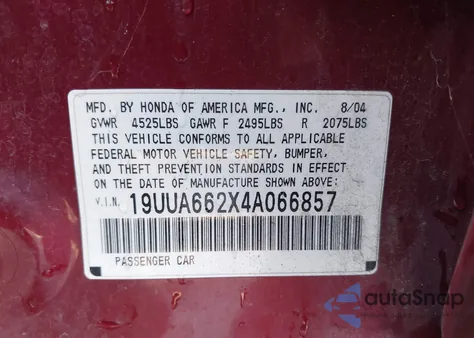 MFD. BY HONDA OF AMERICA MFG., INC. 8/04
GVWR 4525LBS GAWR F 2495LBS R 2075LBS
THIS VEHICLE CONFORMS TO ALL APPLICABLE
FEDERAL MOTOR VEHICLE SAFETY, BUMPER,
AND THEFT PREVENTION STANDARDS IN EFFECT
ON THE DATE OF MANUFACTURE SHOWN ABOVE:
V.I.N. 19UUA662X4A066857
PASSENGER CAR
autaSnap